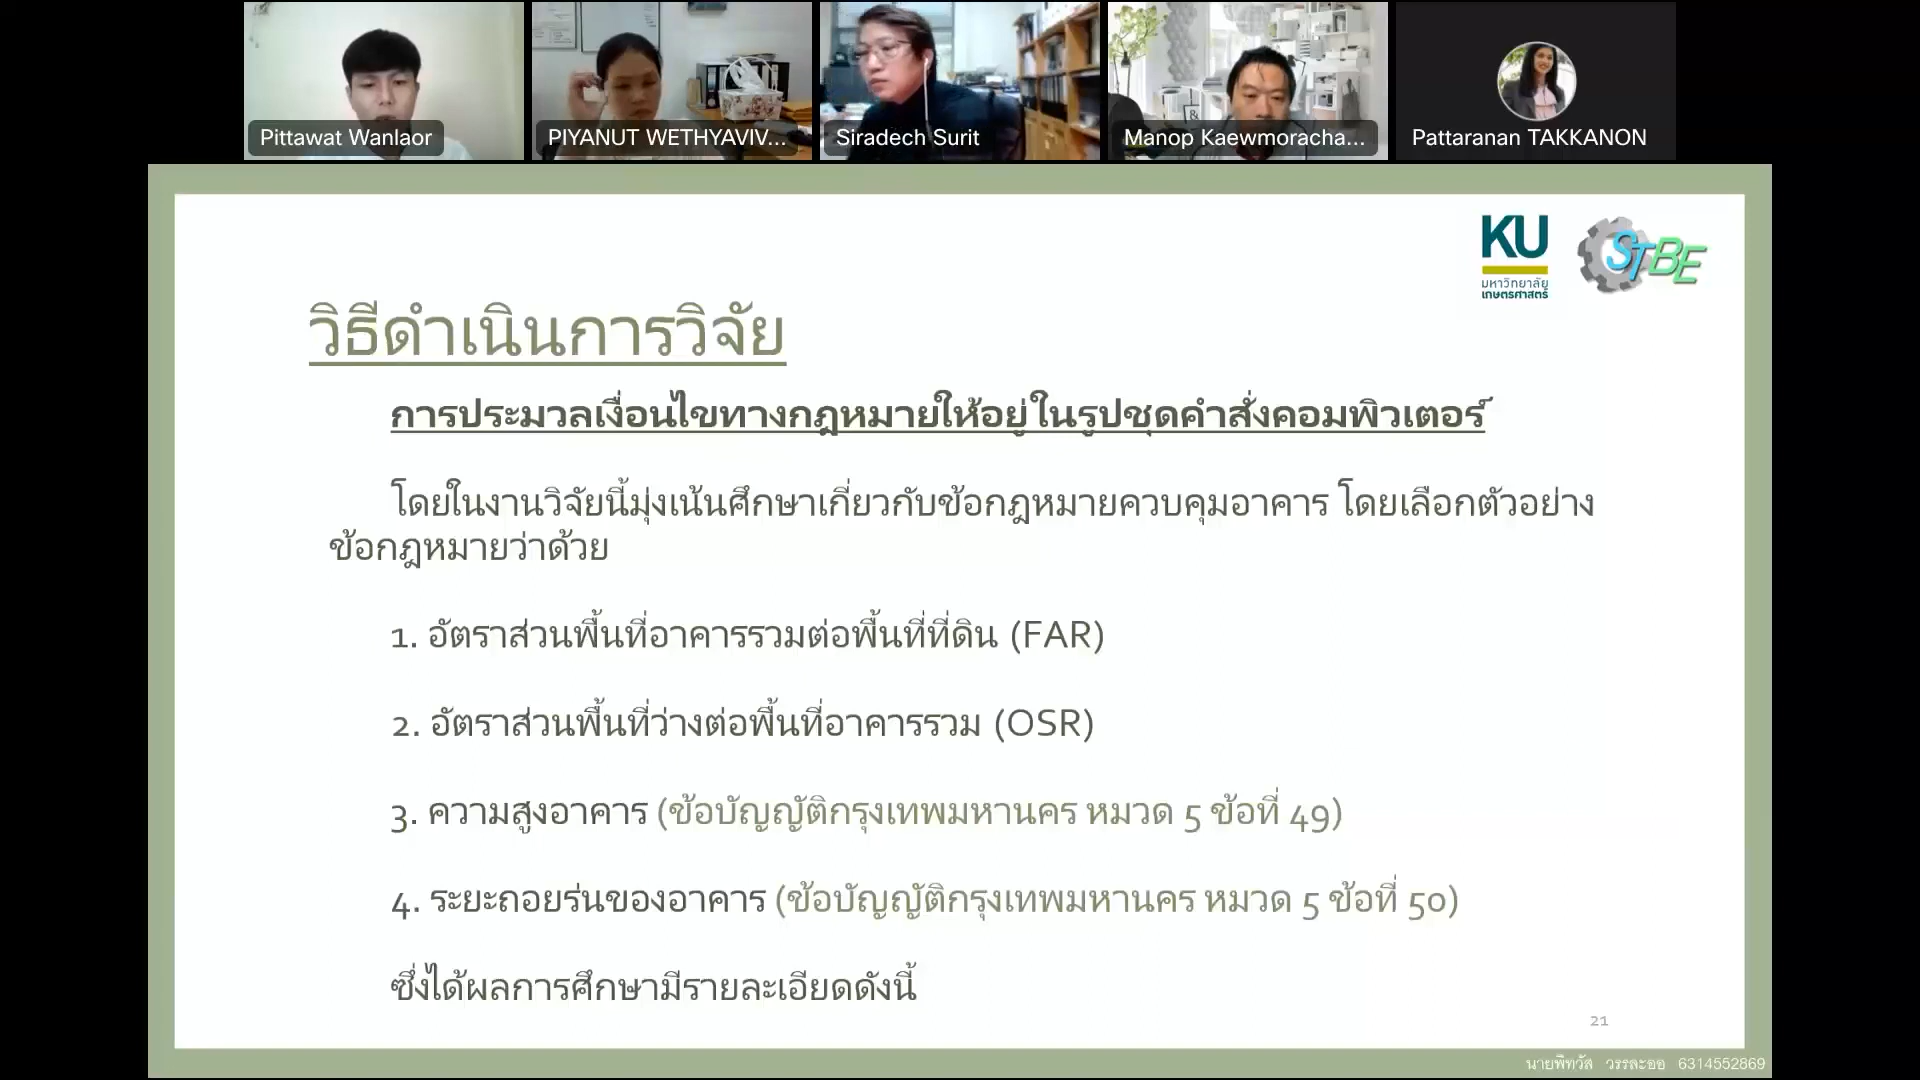 Pittawat Wanlaor
PIYANUT WETHYAVIV...
Siradech Surit
Manop Kaewmoracha...
Pattaranan TAKKANON
KU
มหาวิทยาลัย
เกษตรศาสตร์
STBE
วิธีดำเนินการวิจัย
การประมวลเงื่อนไขทางกฎหมายให้อยู่ในรูปชุดคำสั่งคอมพิวเตอร์
โดยในงานวิจัยนี้มุ่งเน้นศึกษาเกี่ยวกับข้อกฎหมายควบคุมอาคาร โดยเลือกตัวอย่าง
ข้อกฎหมายว่าด้วย
1. อัตราส่วนพื้นที่อาคารรวมต่อพื้นที่ที่ดิน (FAR)
2. อัตราส่วนพื้นที่ว่างต่อพื้นที่อาคารรวม (OSR)
3. ความสูงอาคาร (ข้อบัญญัติกรุงเทพมหานคร หมวด 5 ข้อที่ 49)
4. ระยะถอยร่นของอาคาร (ข้อบัญญัติกรุงเทพมหานคร หมวด 5 ข้อที่ 50)
ซึ่งได้ผลการศึกษามีรายละเอียดดังนี้
21
นายพิทวัส วรรละออ 6314552869